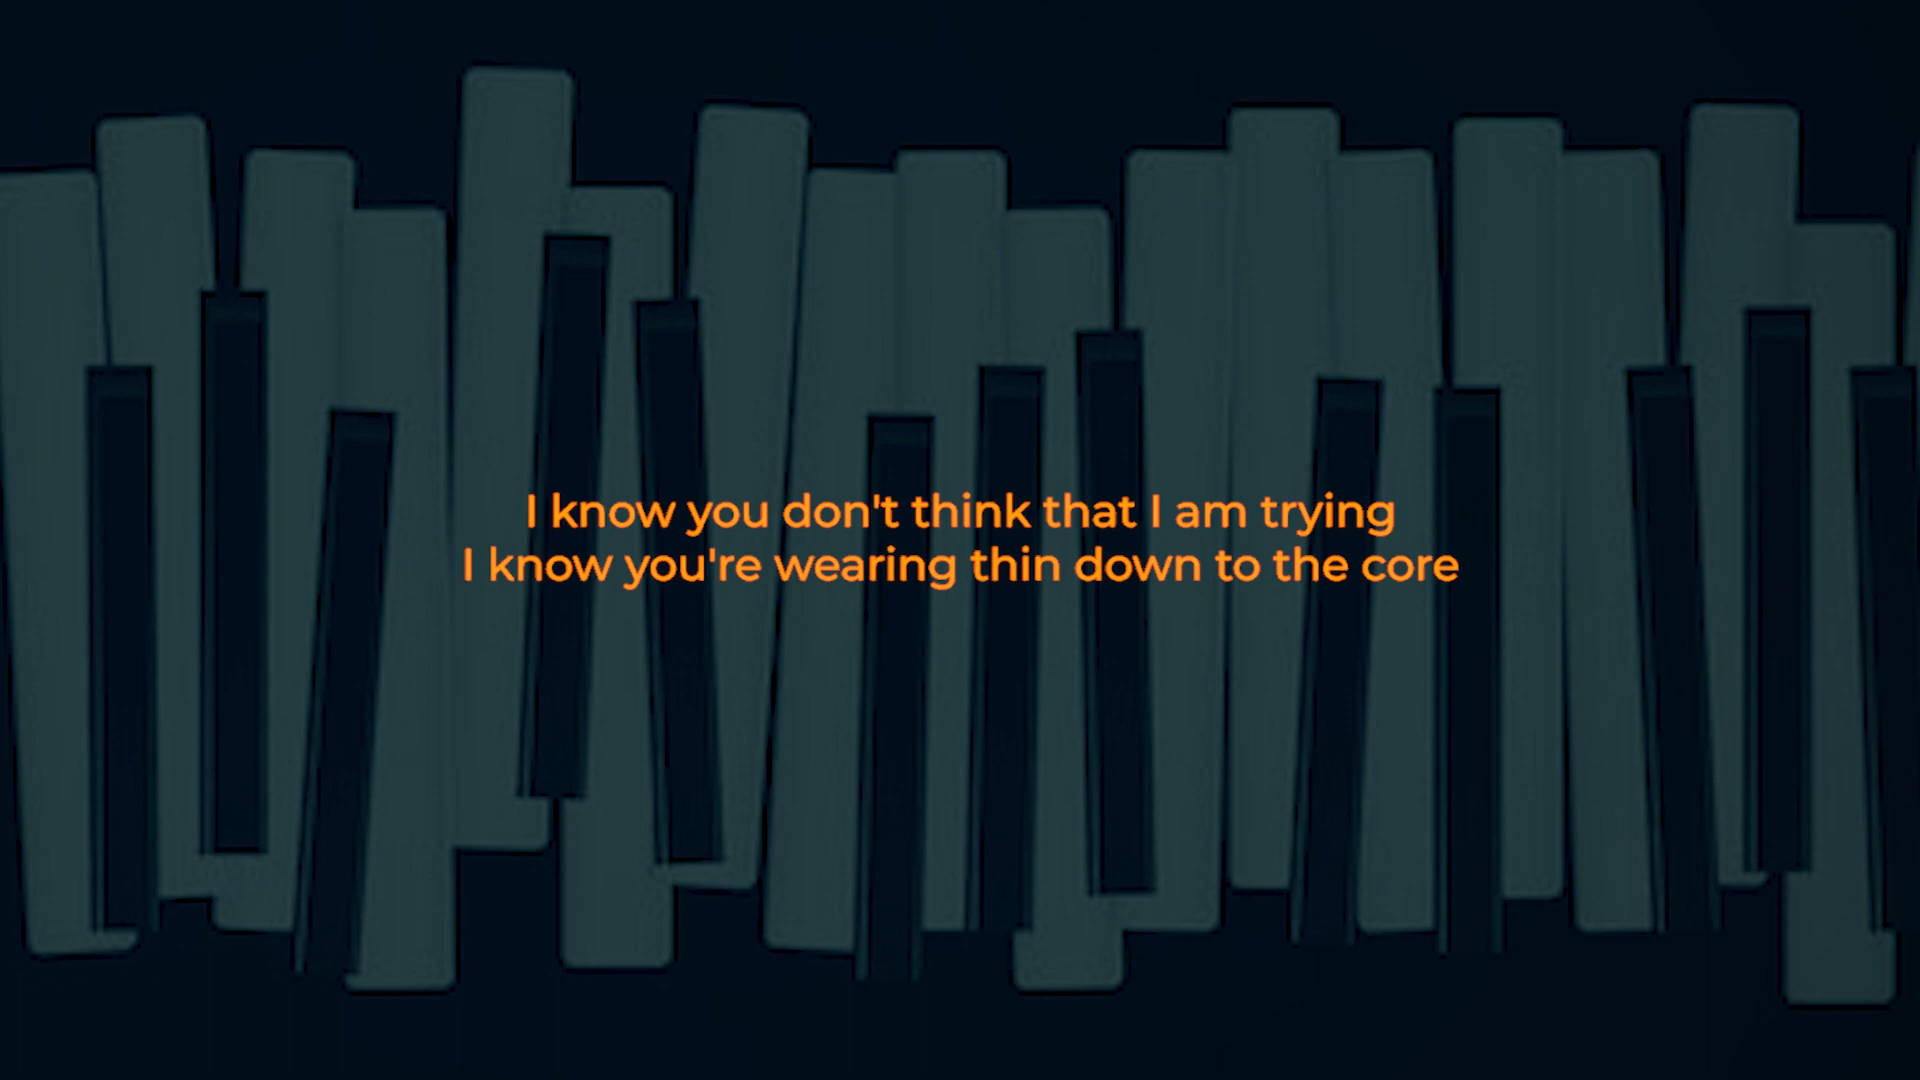 I know you don't think that I am trying
I know you're wearing thin down to the core